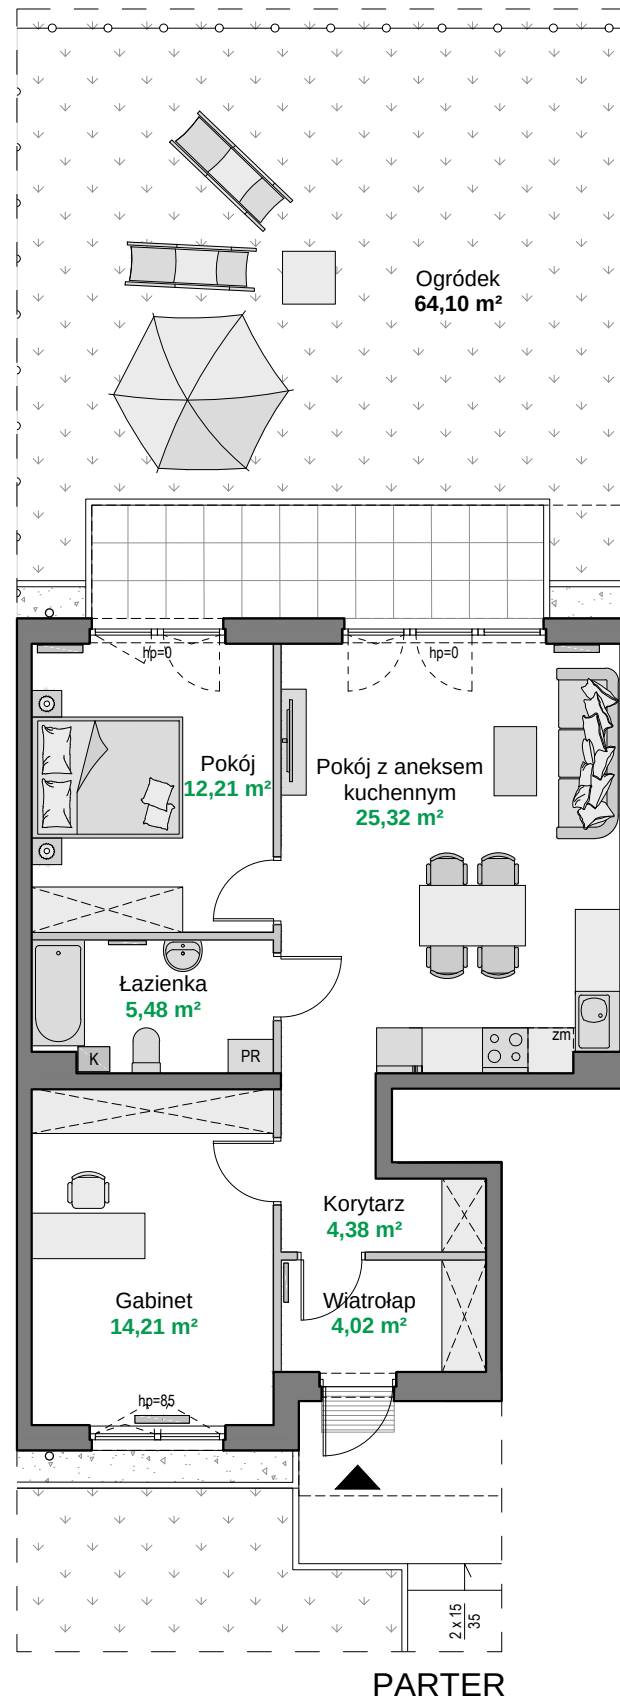 Ogródek
64,10 m²
hp=0
hp=0
Pokój
12,21 m²
Pokój z aneksem
kuchennym
25,32 m²
Łazienka
5,48 m²
zm
K
PR
Korytarz
4,38 m²
Gabinet
14,21 m²
Wiatrołap
4,02 m²
hp=85
2 x 15
35
PARTER